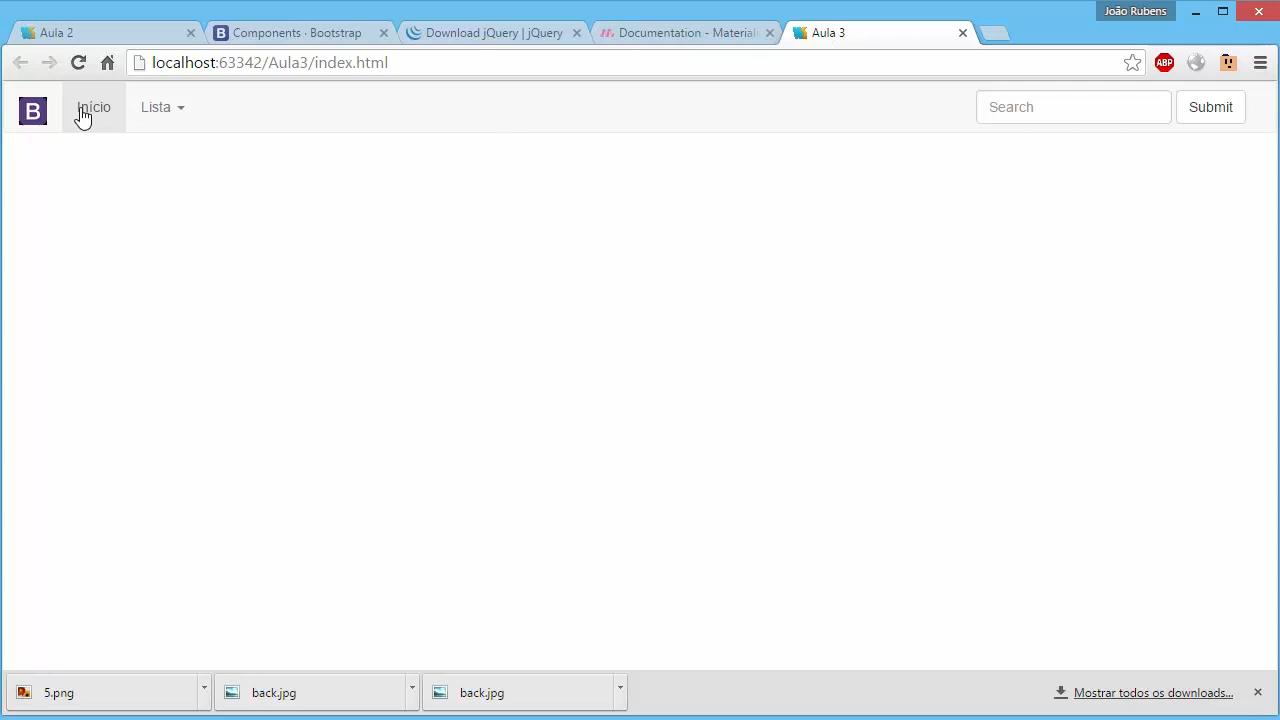 João Rubens
Aula 2
Components · Bootstrap
Download jQuery | jQuery
Documentation - Materiali
Aula 3
localhost:63342/Aula3/index.html
ABP
B
Início
Lista
Search
Submit
5.png
back.jpg
back.jpg
Mostrar todos os downloads...